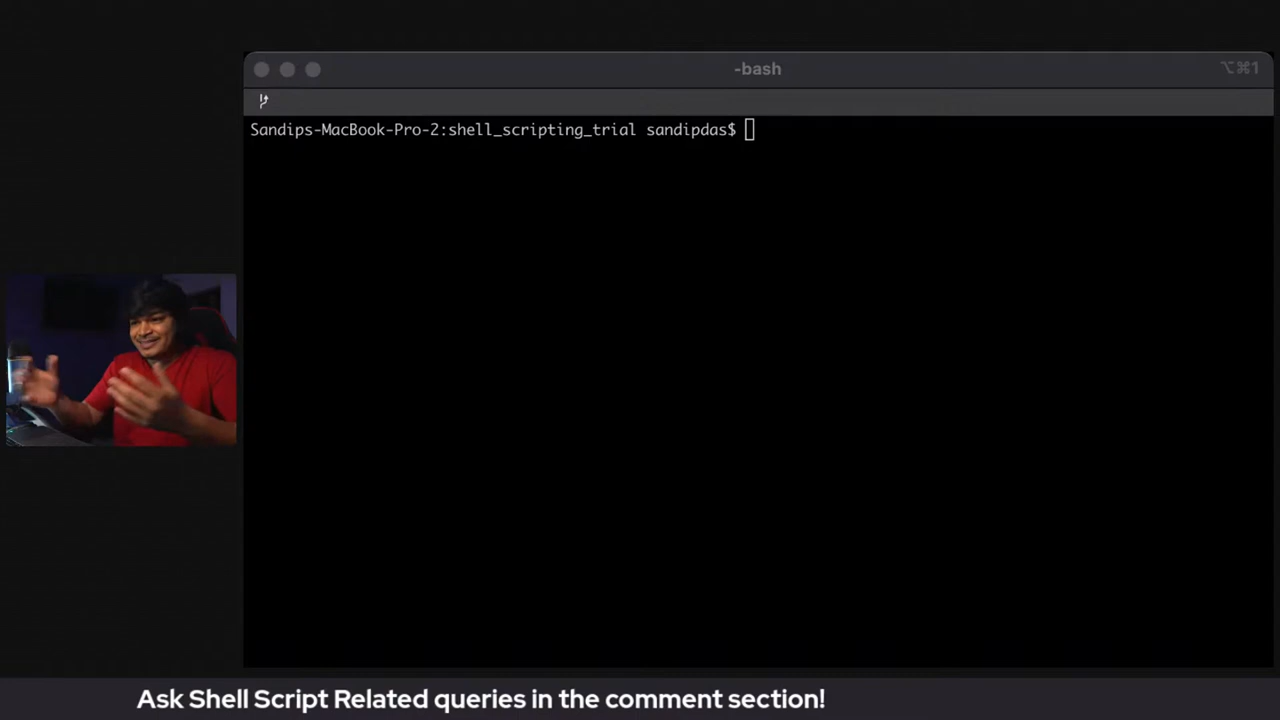 -bash
⌥⌘1
Sandips-MacBook-Pro-2:shell_scripting_trial sandipdas$
Ask Shell Script Related queries in the comment section!